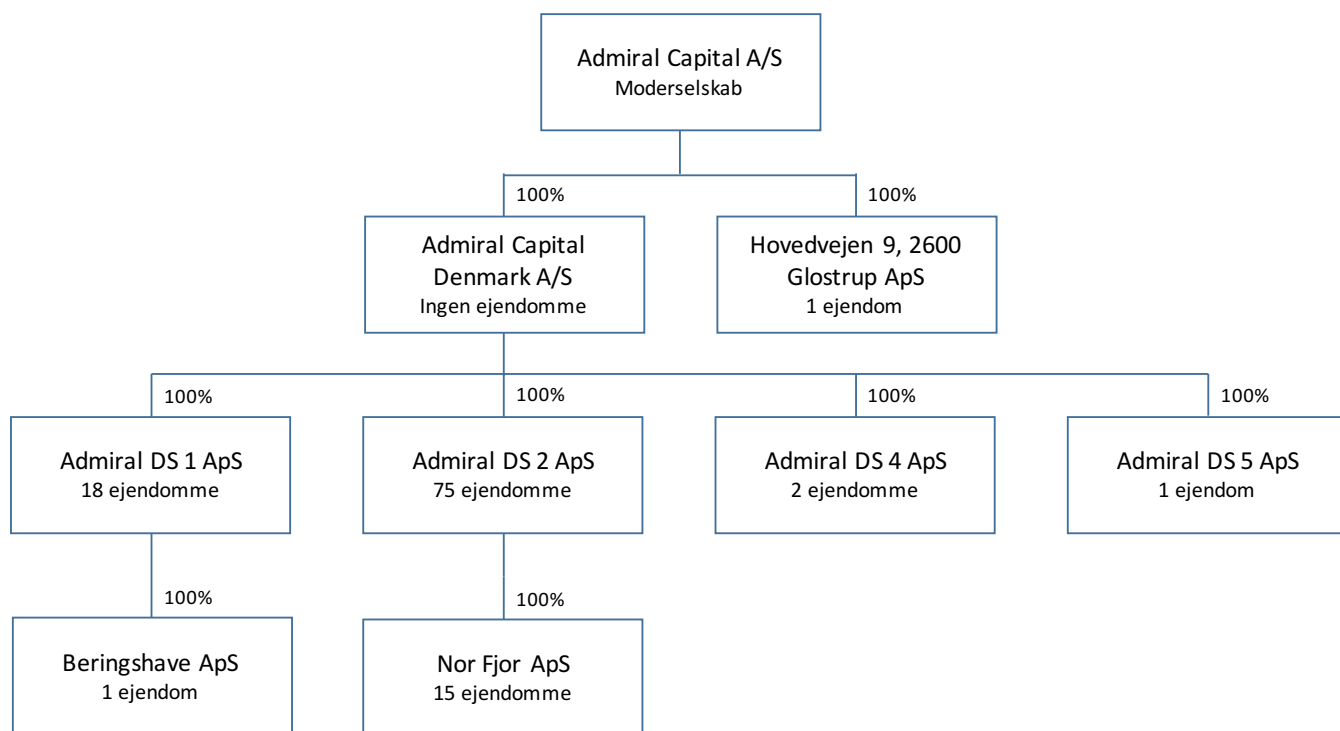 Admiral Capital A/S
Moderselskab
100%
100%
Admiral Capital
Denmark A/S
Ingen ejendomme
Hovedvejen 9, 2600
Glostrup ApS
1 ejendom
100%
100%
100%
100%
Admiral DS 1 ApS
18 ejendomme
Admiral DS 2 ApS
75 ejendomme
Admiral DS 4 ApS
2 ejendomme
Admiral DS 5 ApS
1 ejendom
100%
100%
Beringshave ApS
1 ejendom
Nor Fjor ApS
15 ejendomme